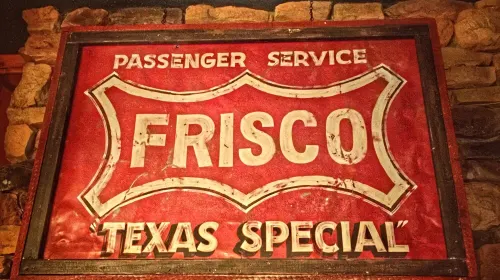 PASSENGER SERVICE
FRISCO
"TEXAS SPECIAL"